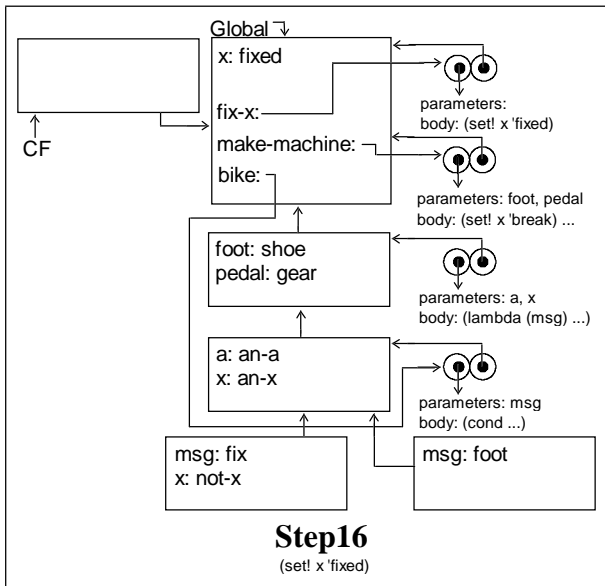 Global
x: fixed
fix-x:
make-machine:
bike:
CF
parameters:
body: (set! x 'fixed)
parameters: foot, pedal
body: (set! x 'break) ...
foot: shoe
pedal: gear
parameters: a, x
body: (lambda (msg) ...)
a: an-a
x: an-x
parameters: msg
body: (cond ...)
msg: fix
x: not-x
msg: foot
Step16
(set! x 'fixed)